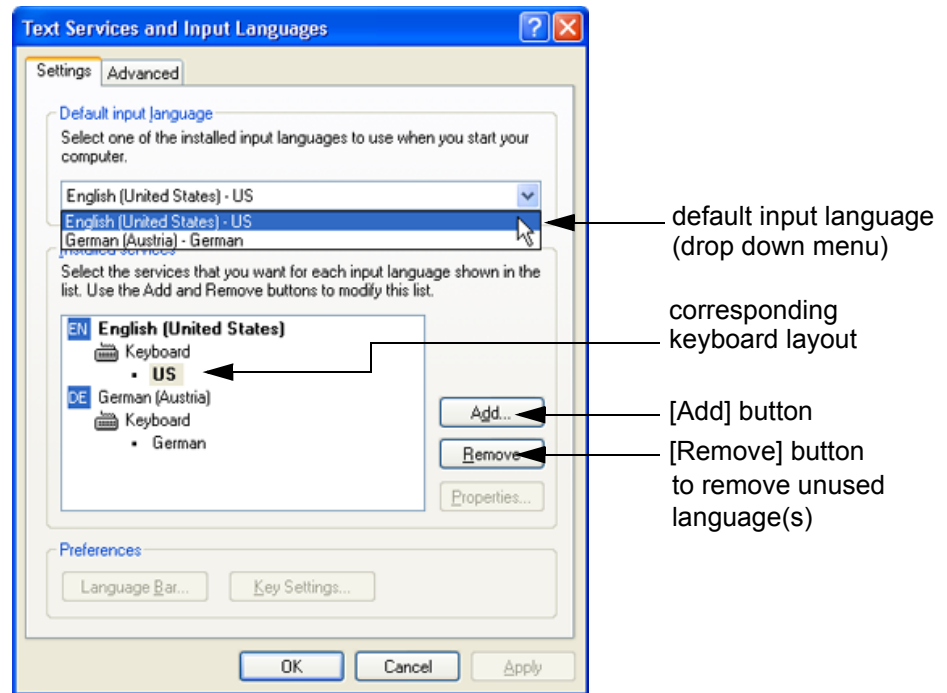 Text Services and Input Languages
Settings
Advanced
Default input language
Select one of the installed input languages to use when you start your
computer.
English (United States) - US
English (United States) - US
German (Austria) - German
Installed services
Select the services that you want for each input language shown in the
list. Use the Add and Remove buttons to modify this list.
EN English (United States)
Keyboard
• US
DE German (Austria)
Keyboard
• German
Add...
Remove
Properties...
Preferences
Language Bar...
Key Settings...
OK
Cancel
Apply
default input language
(drop down menu)
corresponding
keyboard layout
[Add] button
[Remove] button
to remove unused
language(s)